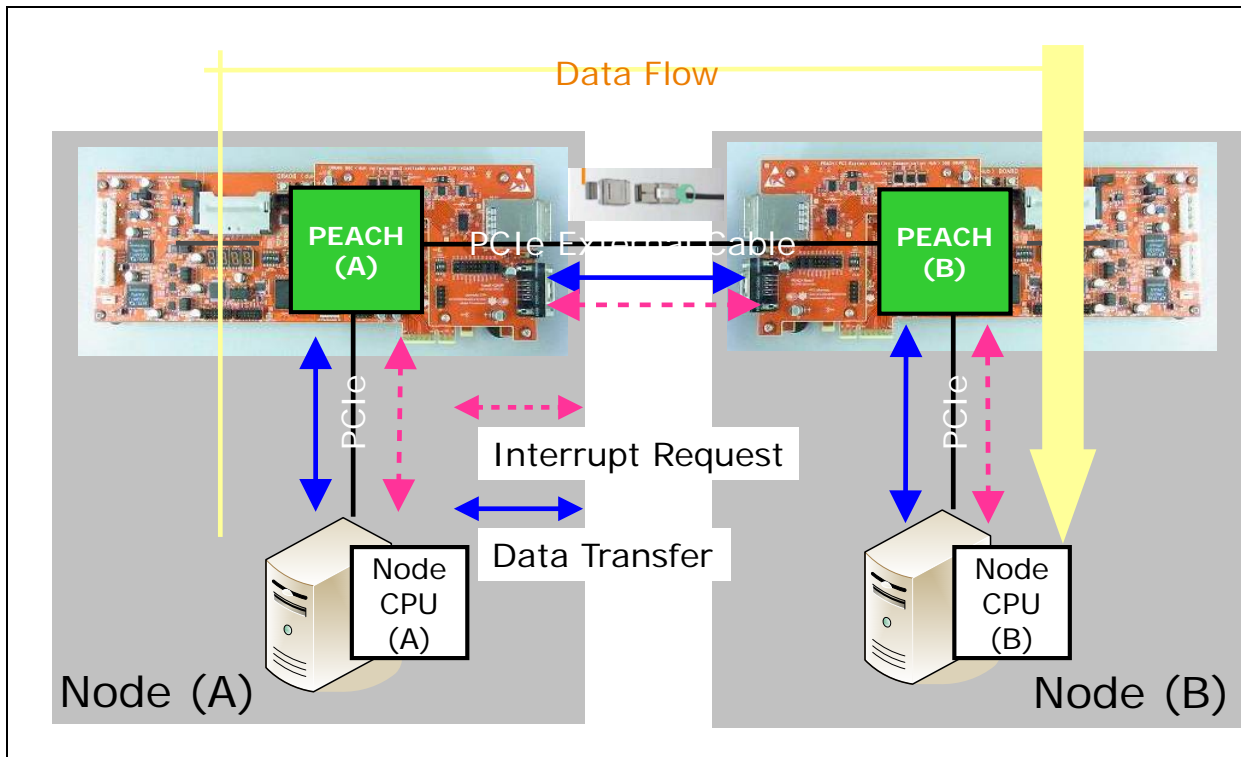 Data Flow
PEACH
(A)
PCIe External Cable
PEACH
(B)
PCIe
PCIe
Interrupt Request
Data Transfer
Node
CPU
(A)
Node
CPU
(B)
Node (A)
Node (B)